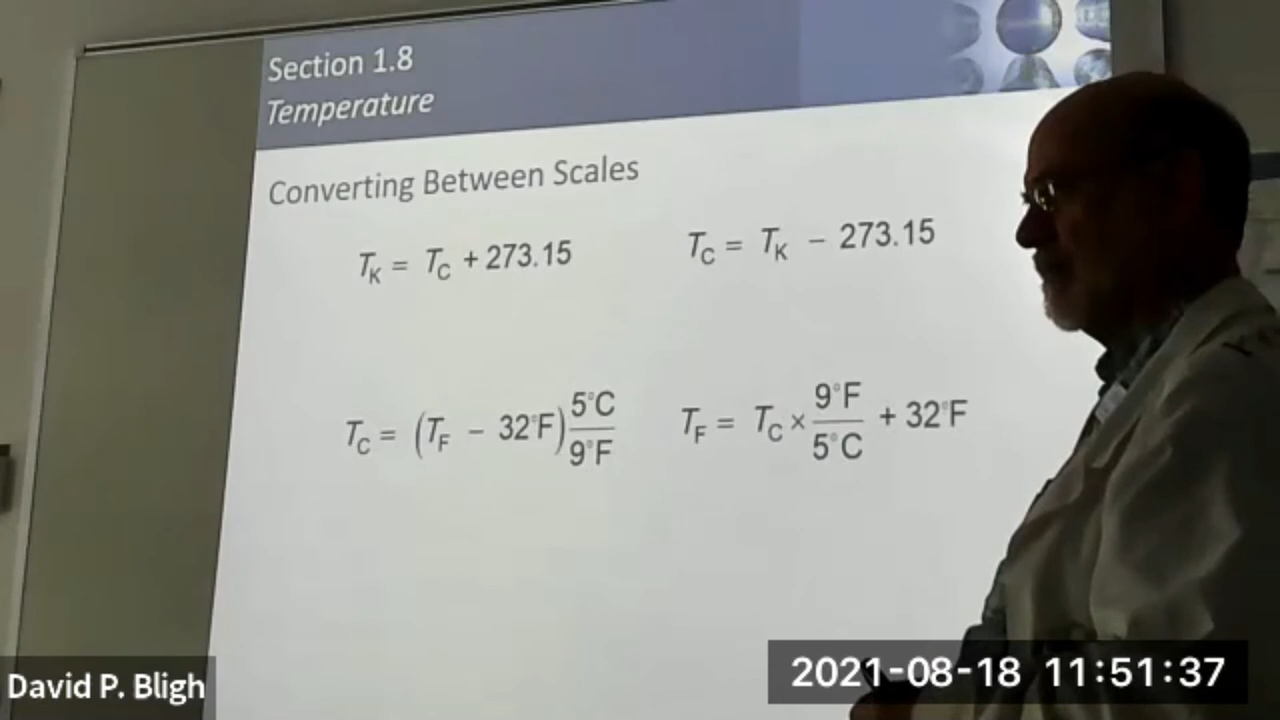 Section 1.8
Temperature
Converting Between Scales
T_K = T_C + 273.15
T_C = T_K − 273.15
T_C = (T_F − 32°F) 5°C/9°F
T_F = T_C × 9°F/5°C + 32°F
David P. Bligh
2021-08-18 11:51:37